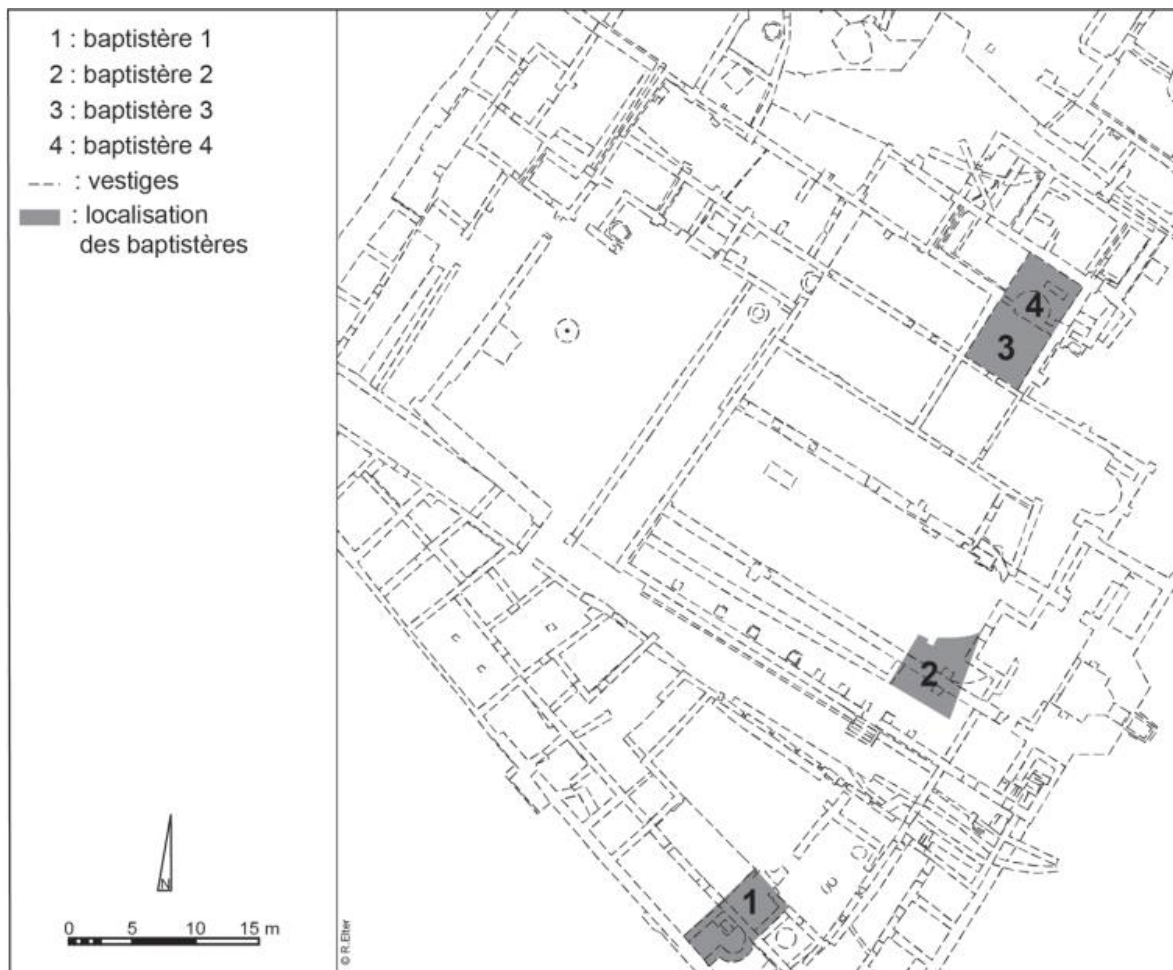 1 : baptistère 1
2 : baptistère 2
3 : baptistère 3
4 : baptistère 4
: vestiges
: localisation
des baptistères
4
3
2
1
N
0 5 10 15 m
© R.Elter